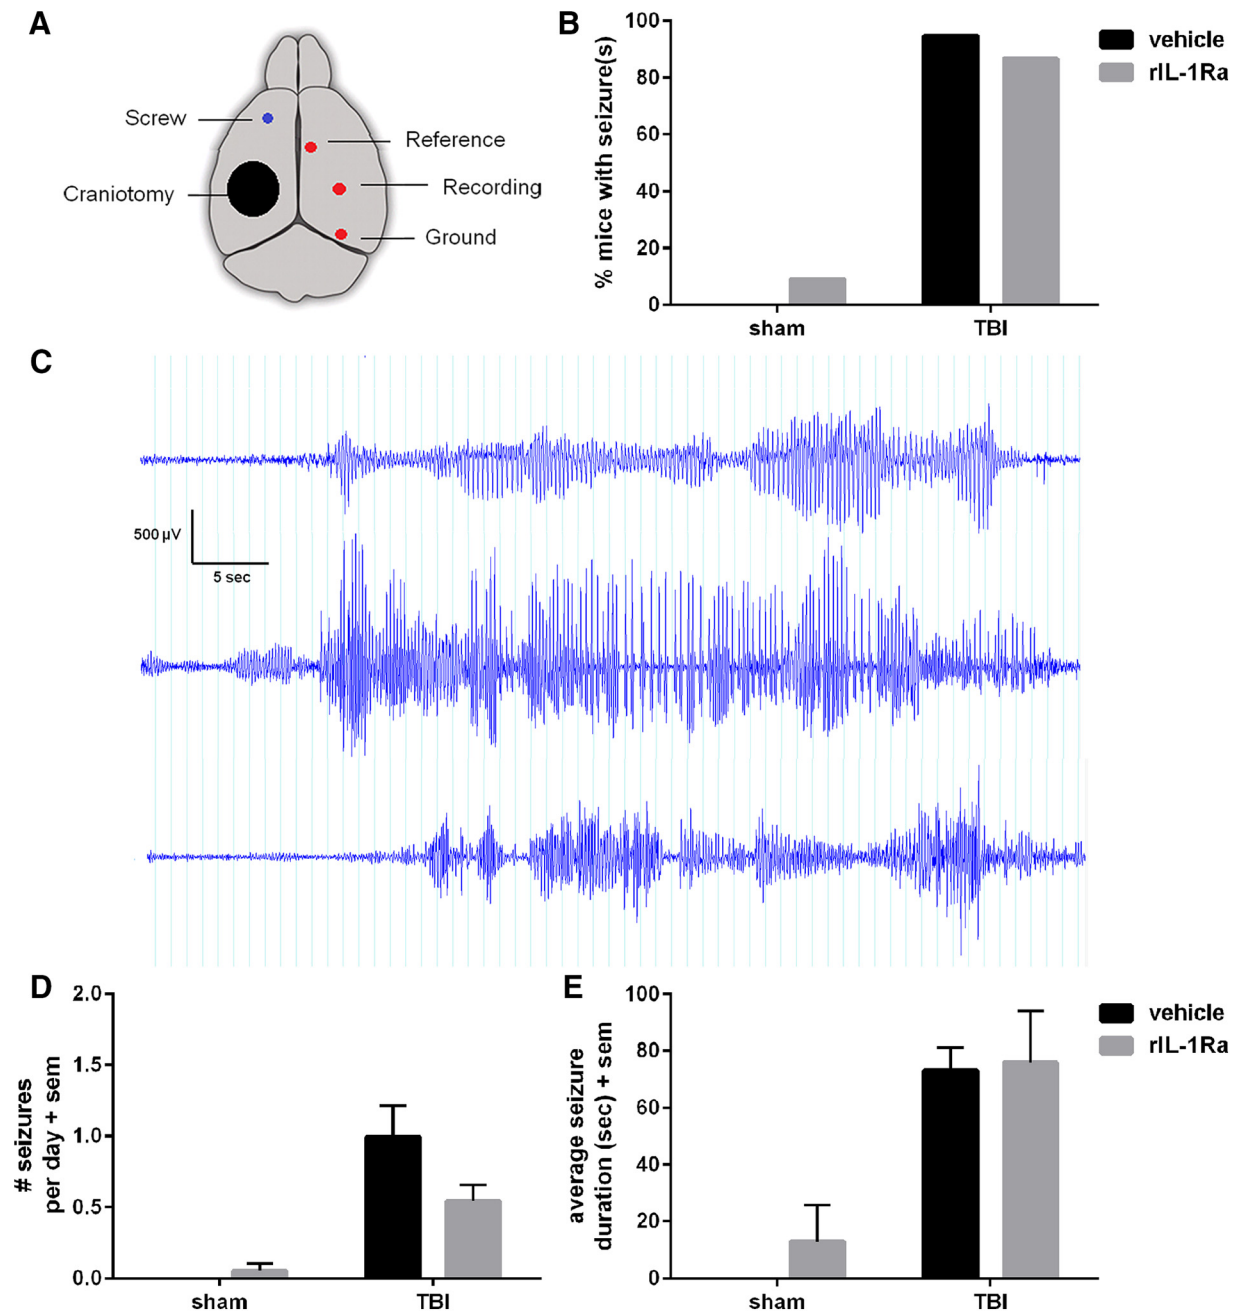 A
Screw
Reference
Craniotomy
Recording
Ground
B
% mice with seizure(s)
100
80
60
40
20
0
sham
TBI
vehicle
rIL-1Ra
C
500 µV
5 sec
D
# seizures
per day + sem
2.0
1.5
1.0
0.5
0.0
sham
TBI
E
average seizure
duration (sec) + sem
100
80
60
40
20
0
sham
TBI
vehicle
rIL-1Ra